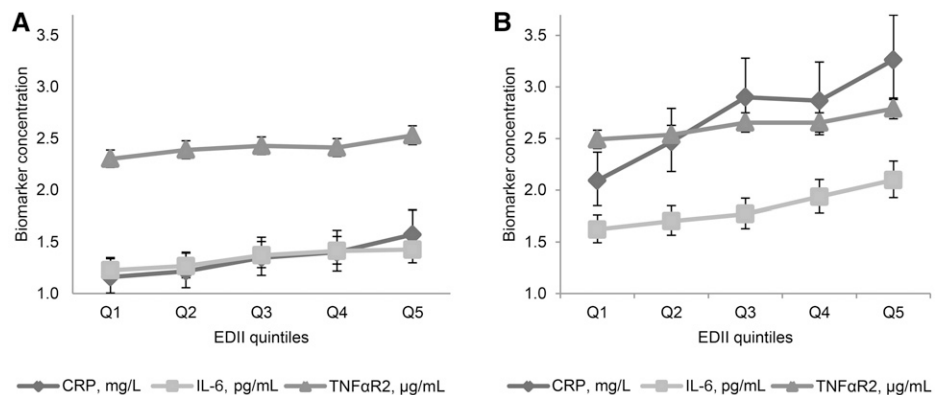 A
Biomarker concentration
3.5
3.0
2.5
2.0
1.5
1.0
Q1 Q2 Q3 Q4 Q5
EDII quintiles
CRP, mg/L IL-6, pg/mL TNFαR2, µg/mL
B
Biomarker concentration
3.5
3.0
2.5
2.0
1.5
1.0
Q1 Q2 Q3 Q4 Q5
EDII quintiles
CRP, mg/L IL-6, pg/mL TNFαR2, µg/mL